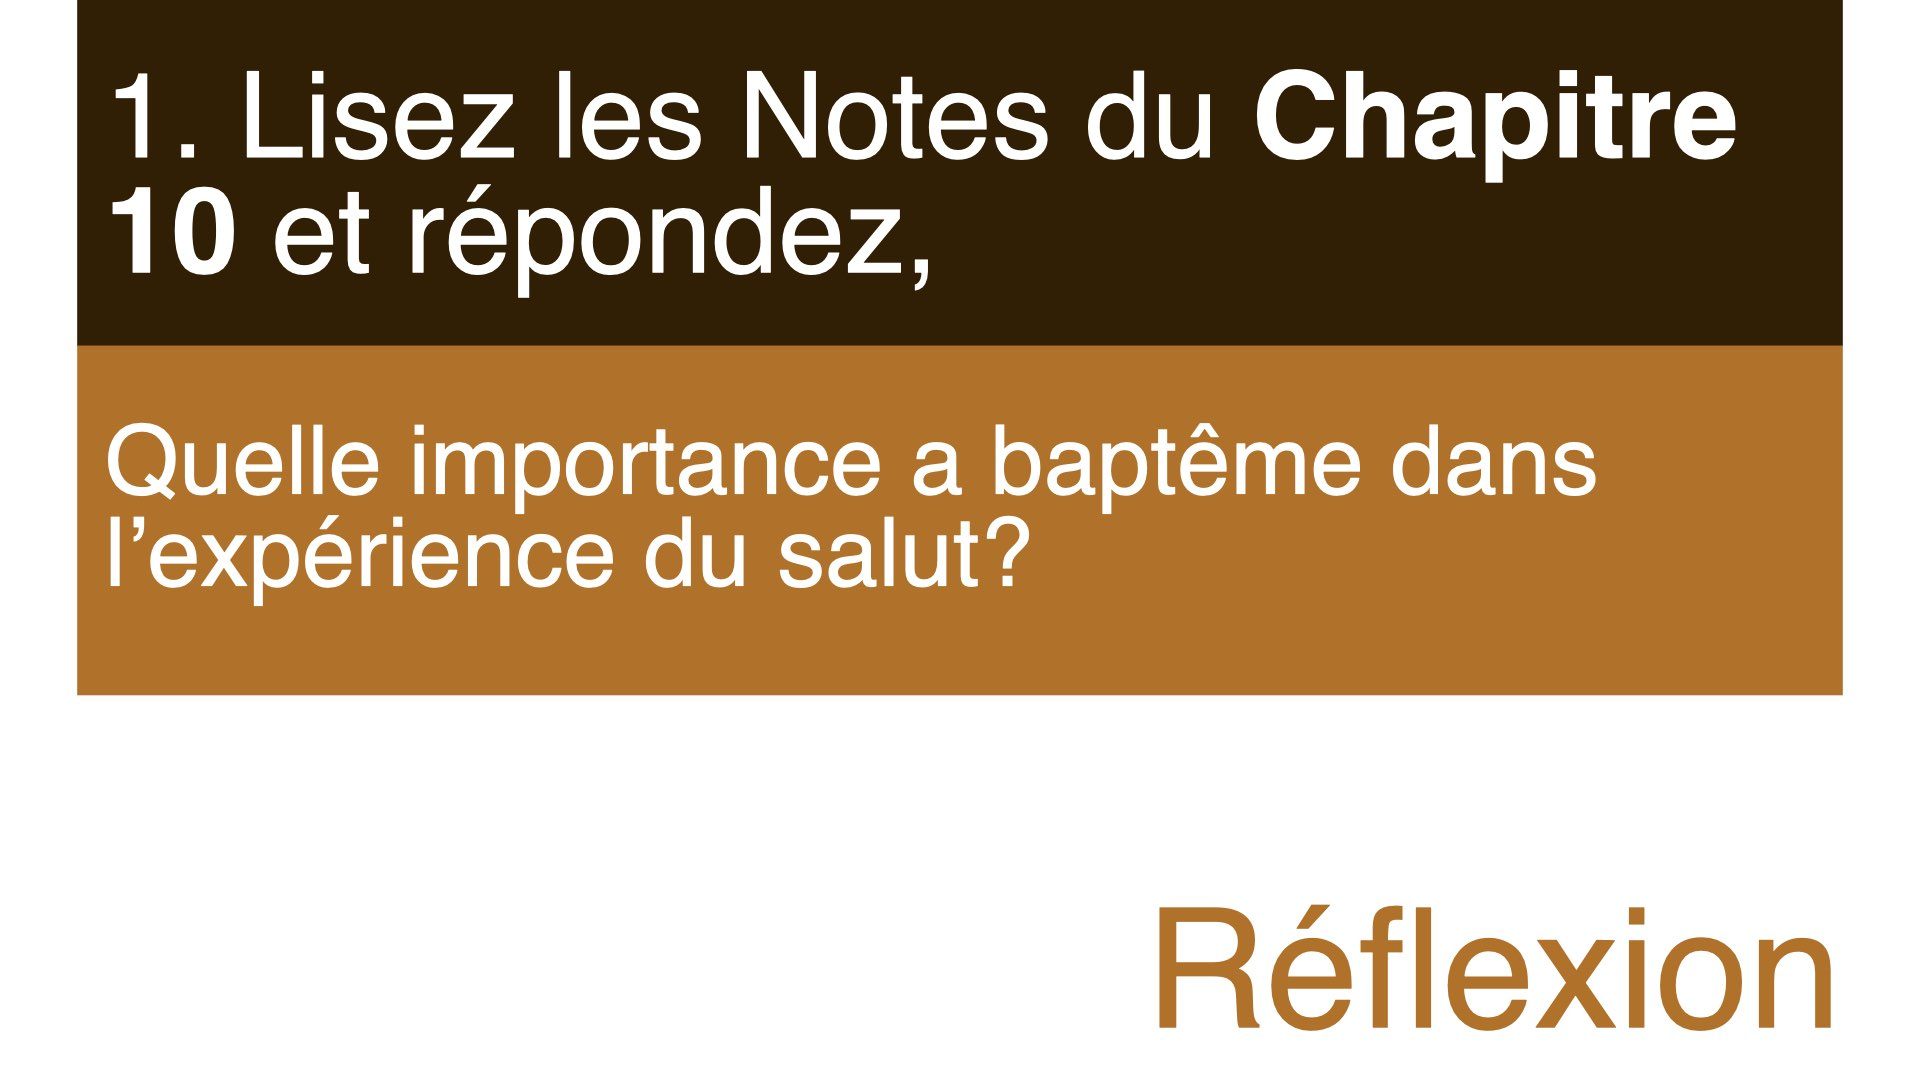 1. Lisez les Notes du Chapitre
10 et répondez,
Quelle importance a baptême dans
l’expérience du salut?
Réflexion